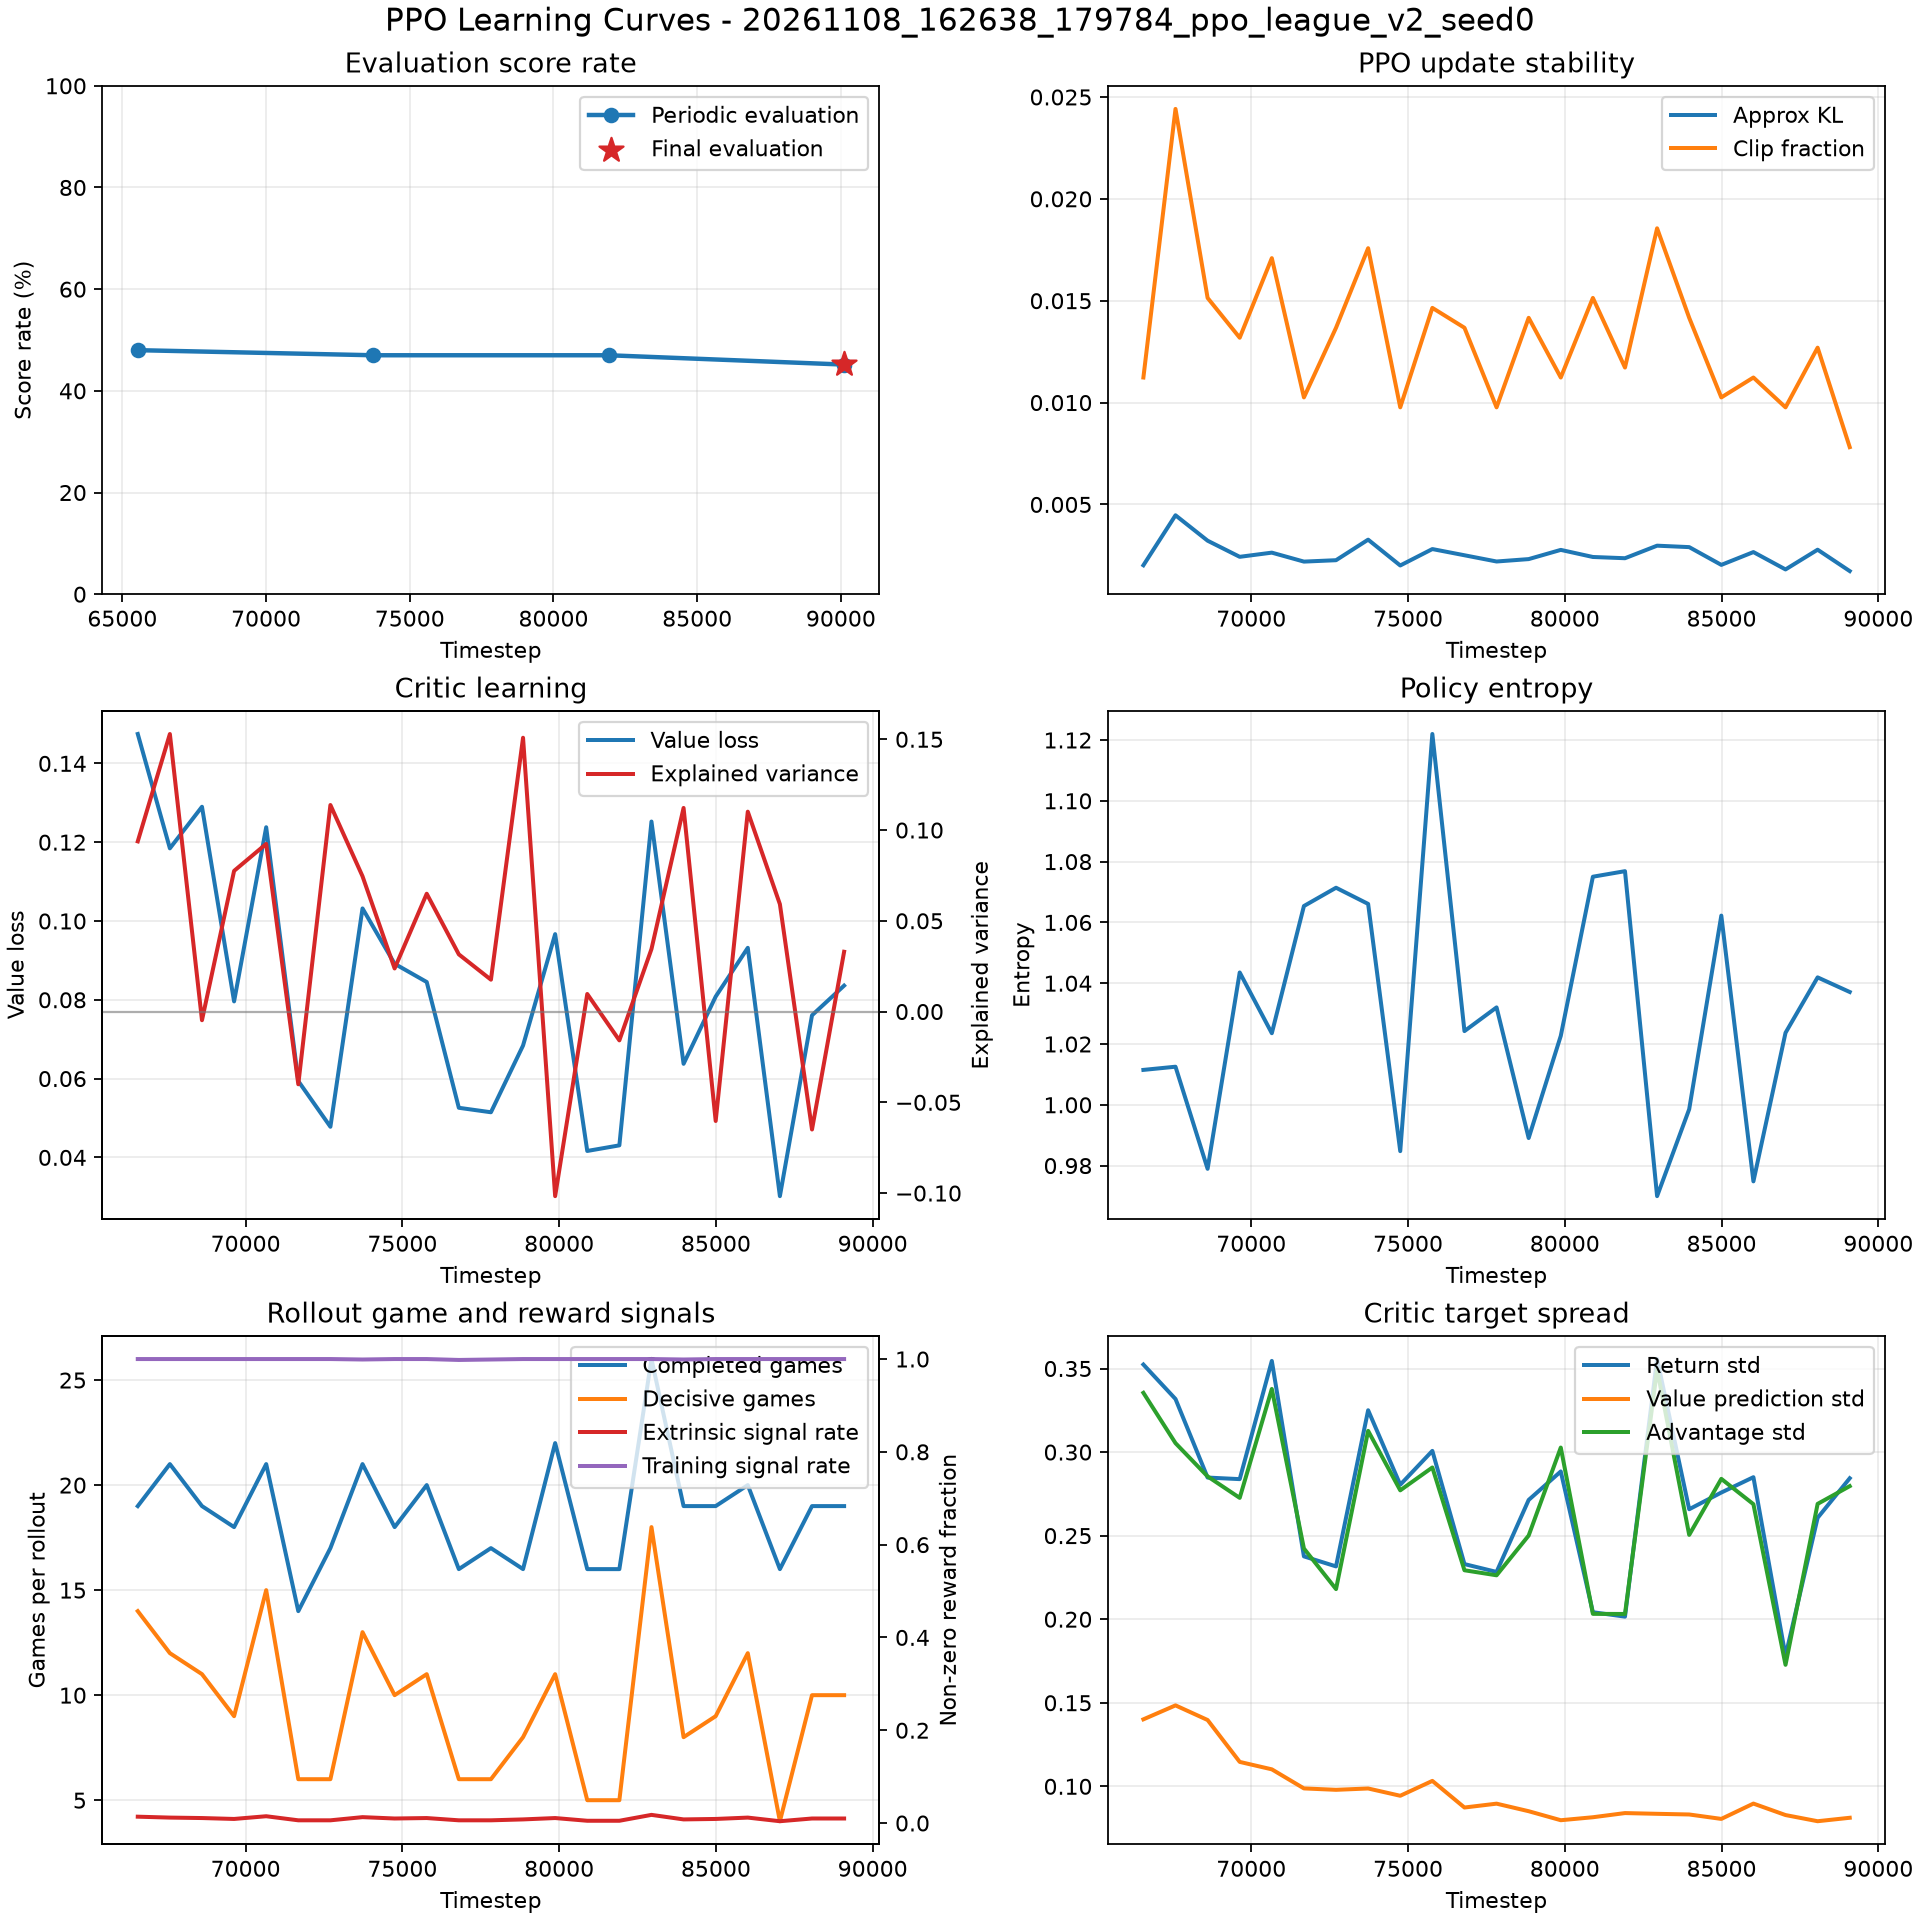 PPO Learning Curves - 20261108_162638_179784_ppo_league_v2_seed0
Evaluation score rate
100
80
60
40
20
0
Score rate (%)
Periodic evaluation
Final evaluation
65000 70000 75000 80000 85000 90000
Timestep
PPO update stability
0.025
0.020
0.015
0.010
0.005
Approx KL
Clip fraction
70000 75000 80000 85000 90000
Timestep
Critic learning
0.14
0.12
0.10
0.08
0.06
0.04
Value loss
Value loss
Explained variance
0.15
0.10
0.05
0.00
−0.05
−0.10
Explained variance
70000 75000 80000 85000 90000
Timestep
Policy entropy
1.12
1.10
1.08
1.06
1.04
1.02
1.00
0.98
Entropy
70000 75000 80000 85000 90000
Timestep
Rollout game and reward signals
25
20
15
10
5
Games per rollout
Completed games
Decisive games
Extrinsic signal rate
Training signal rate
1.0
0.8
0.6
0.4
0.2
0.0
Non-zero reward fraction
70000 75000 80000 85000 90000
Timestep
Critic target spread
0.35
0.30
0.25
0.20
0.15
0.10
Return std
Value prediction std
Advantage std
70000 75000 80000 85000 90000
Timestep